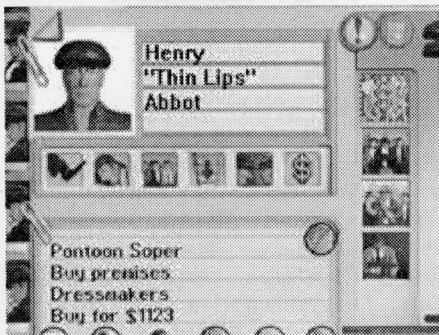 Henry
"Thin Lips"
Abbot
Pontoon Soper
Buy premises
Dressmakers
Buy for $1123